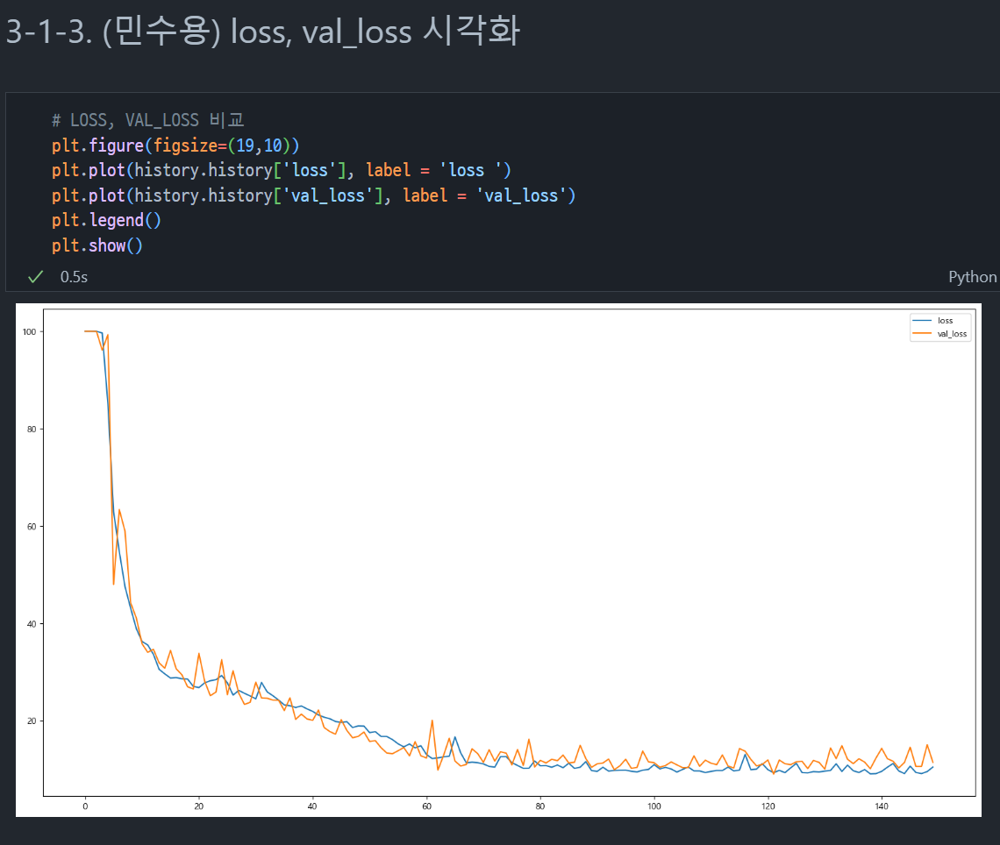 3-1-3. (민수용) loss, val_loss 시각화
# LOSS, VAL_LOSS 비교
plt.figure(figsize=(19,10))
plt.plot(history.history['loss'], label = 'loss ')
plt.plot(history.history['val_loss'], label = 'val_loss')
plt.legend()
plt.show()
0.5s
Python
loss
val_loss
100
80
60
40
20
0 20 40 60 80 100 120 140